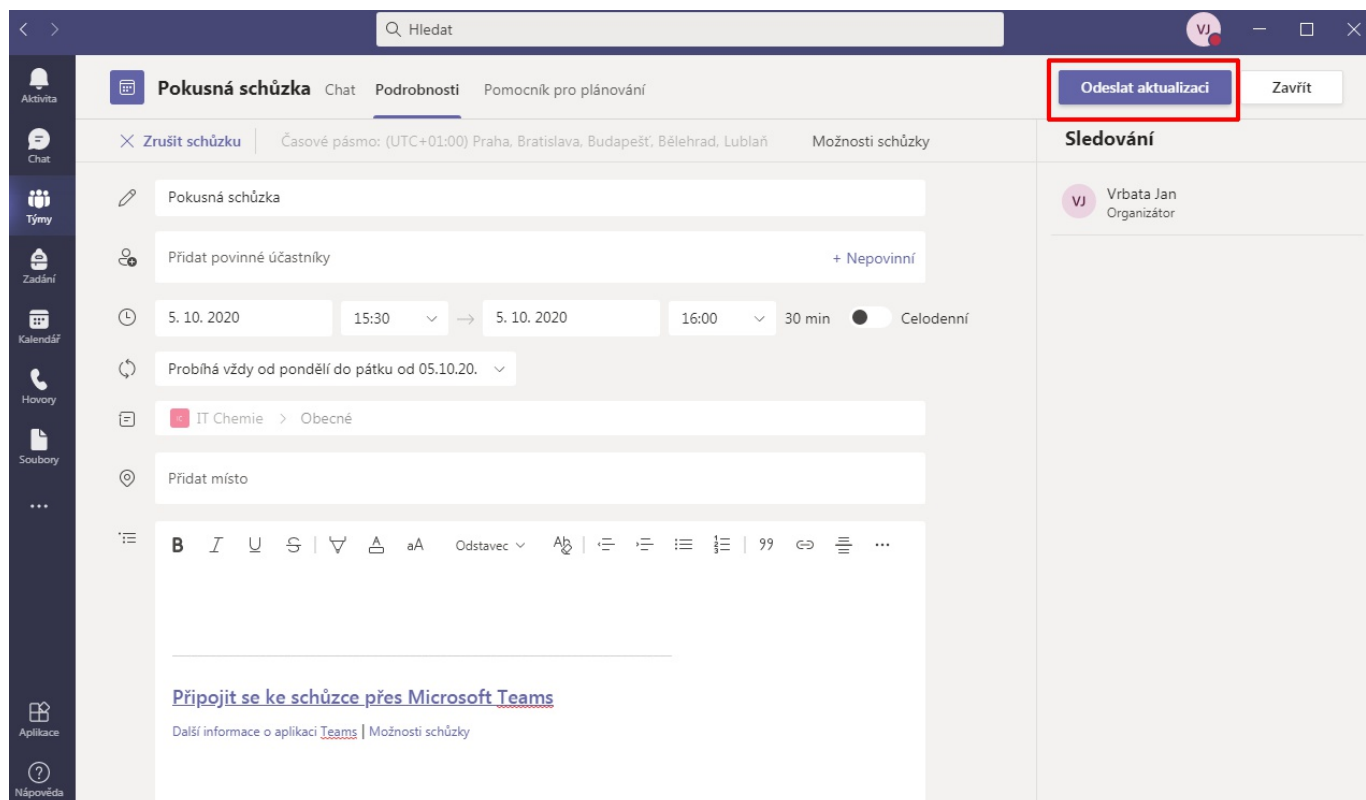 Hledat
VJ
Aktivita
Chat
Týmy
Zadání
Kalendář
Hovory
Soubory
Aplikace
Nápověda
Pokusná schůzka Chat Podrobnosti Pomocník pro plánování
Odeslat aktualizaci Zavřít
Zrušit schůzku Časové pásmo: (UTC+01:00) Praha, Bratislava, Budapešť, Bělehrad, Lublaň Možnosti schůzky
Pokusná schůzka
Přidat povinné účastníky + Nepovinní
5. 10. 2020 15:30 → 5. 10. 2020 16:00 30 min Celodenní
Probíhá vždy od pondělí do pátku od 05.10.20.
< IT Chemie > Obecné
Přidat místo
B I U S A aA Odstavec Ab 99
Připojit se ke schůzce přes Microsoft Teams
Další informace o aplikaci Teams | Možnosti schůzky
Sledování
VJ Vrbata Jan
Organizátor